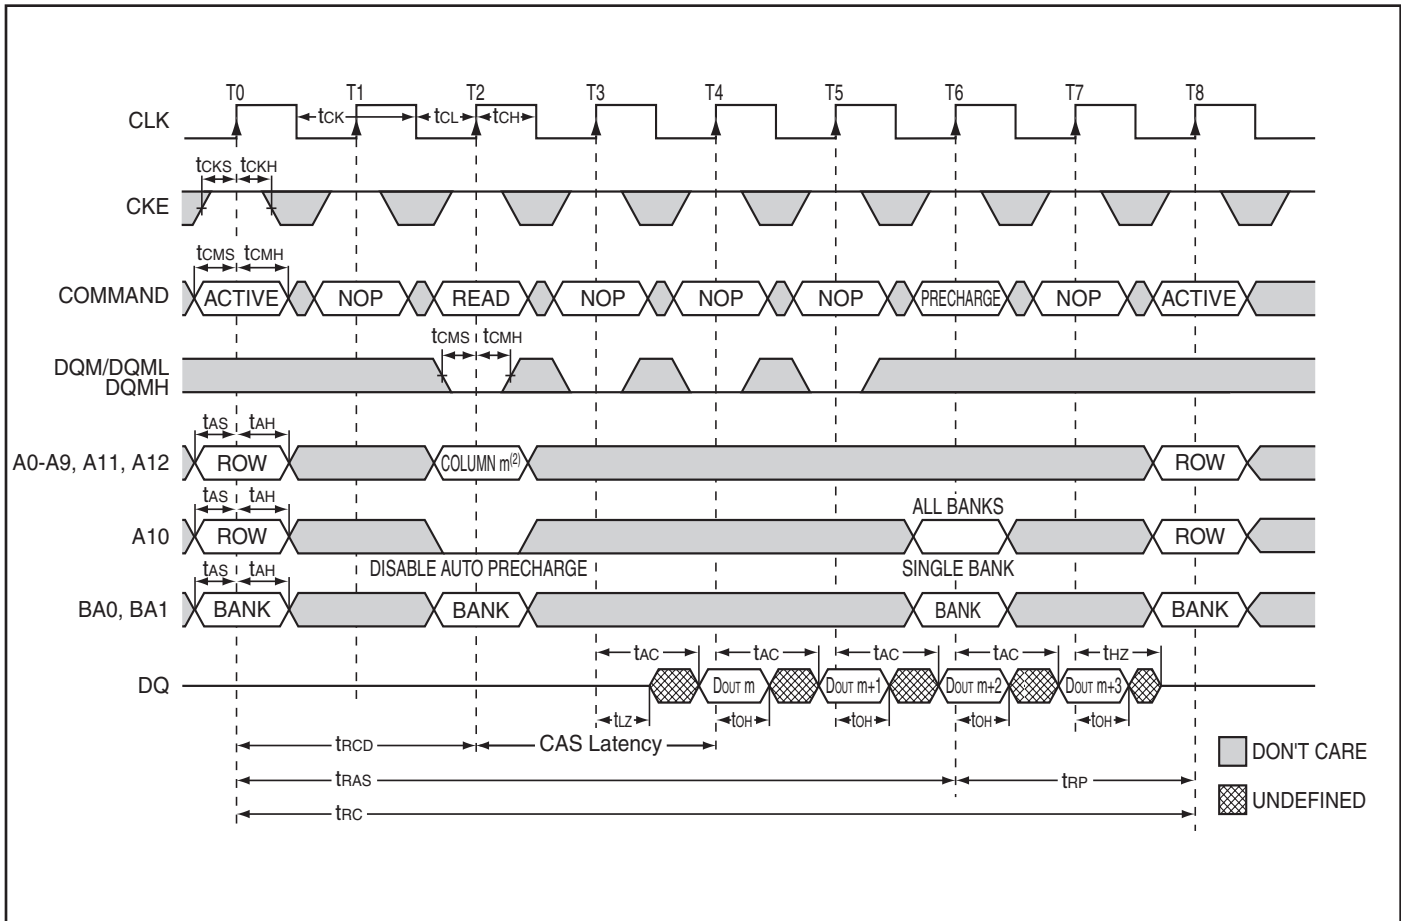 T0 T1 T2 T3 T4 T5 T6 T7 T8
CLK tCK tCL tCH
tCKS tCKH
CKE
tCMS tCMH
COMMAND ACTIVE NOP READ NOP NOP NOP PRECHARGE NOP ACTIVE
tCMS tCMH
DQM/DQML
DQMH
tAS tAH
A0-A9, A11, A12 ROW COLUMN m(2) ROW
tAS tAH ALL BANKS
A10 ROW ROW
DISABLE AUTO PRECHARGE SINGLE BANK
tAS tAH
BA0, BA1 BANK BANK BANK BANK
tAC tAC tAC tAC tHZ
DQ DOUT m DOUT m+1 DOUT m+2 DOUT m+3
tLZ tOH tOH tOH tOH
tRCD CAS Latency
DON'T CARE
tRAS tRP
UNDEFINED
tRC